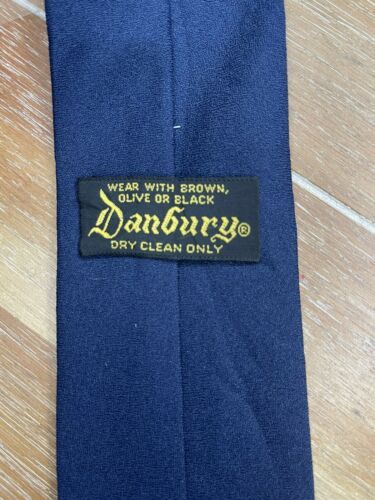 WEAR WITH BROWN,
OLIVE OR BLACK
Danbury®
DRY CLEAN ONLY